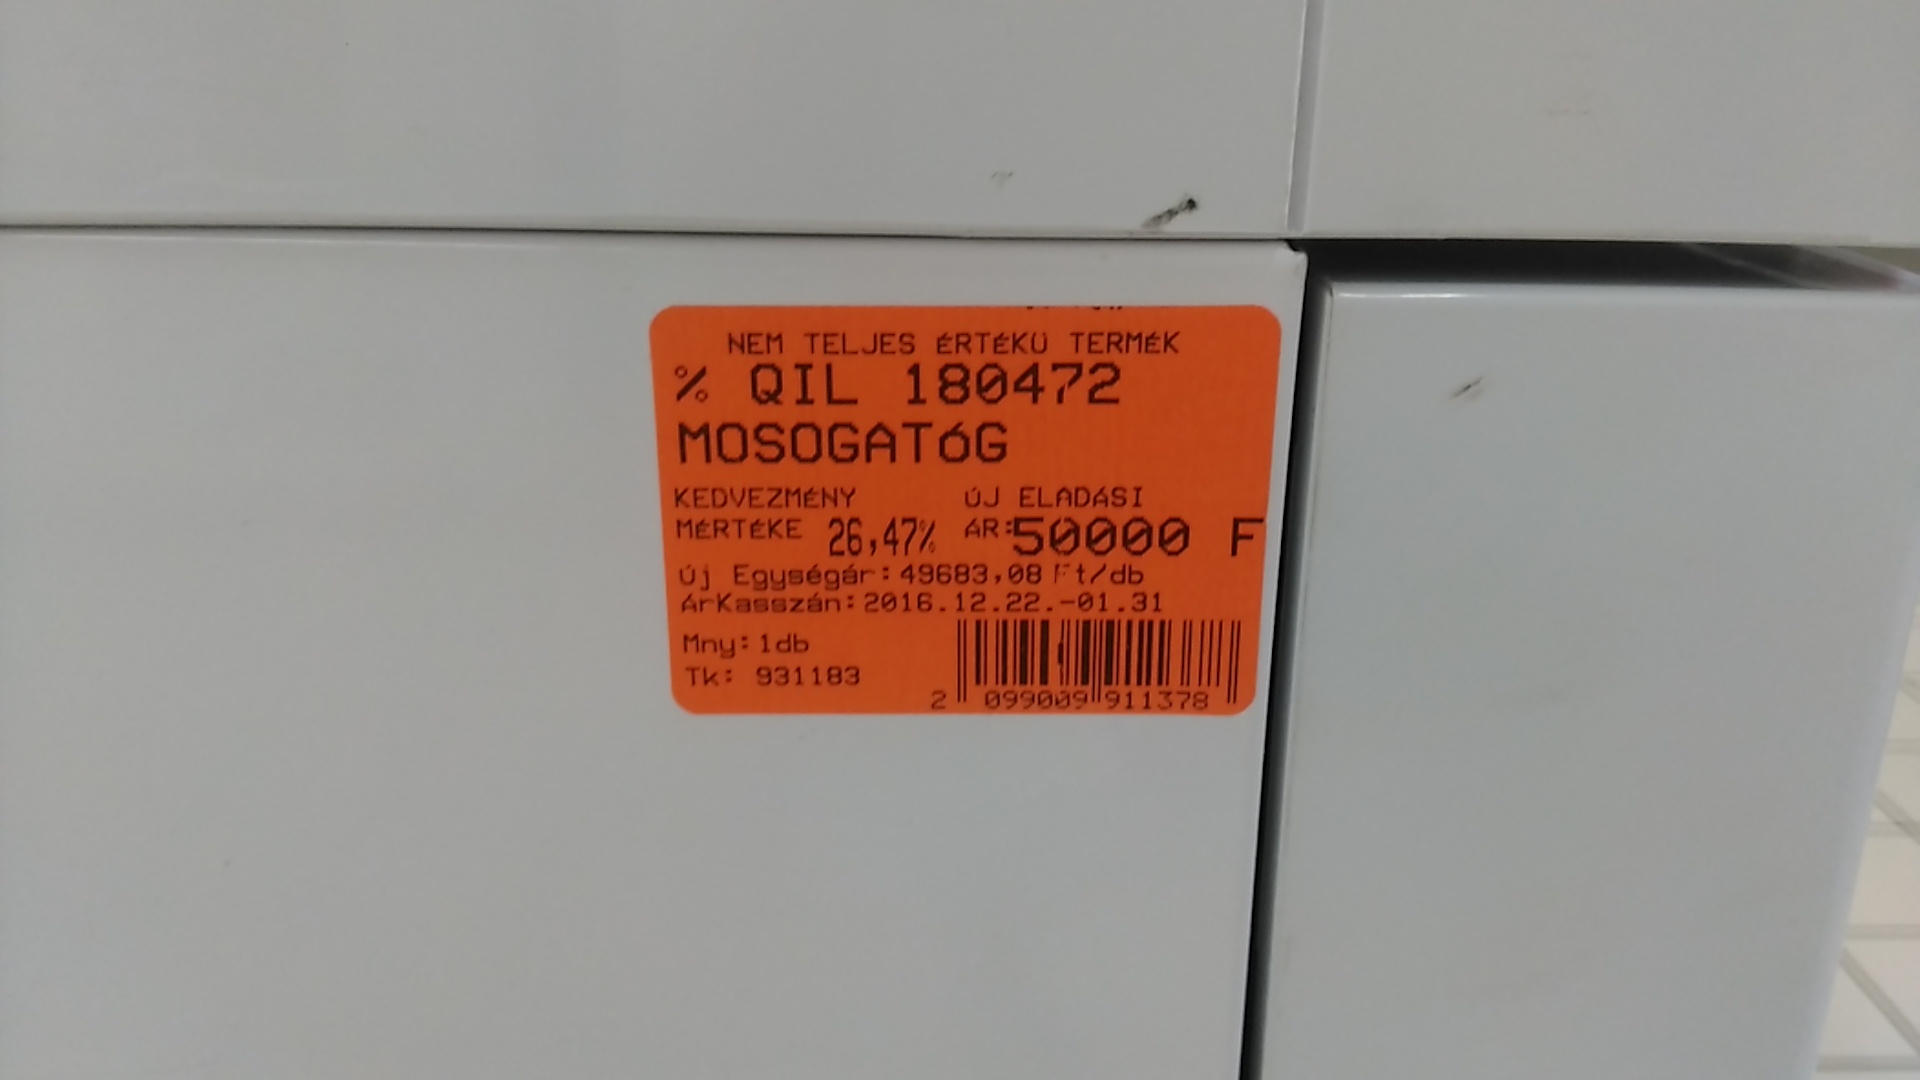 NEM TELJES ÉRTÉKŰ TERMÉK
% QIL 180472
MOSOGATÓG
KEDVEZMÉNY ÚJ ELADÁSI
MÉRTÉKE 26,47% ÁR:50000 F
Új Egységár:49683,08 Ft/db
ÁrKasszán:2016.12.22.-01.31
Mny:1db
Tk: 931183
2 099009 911378